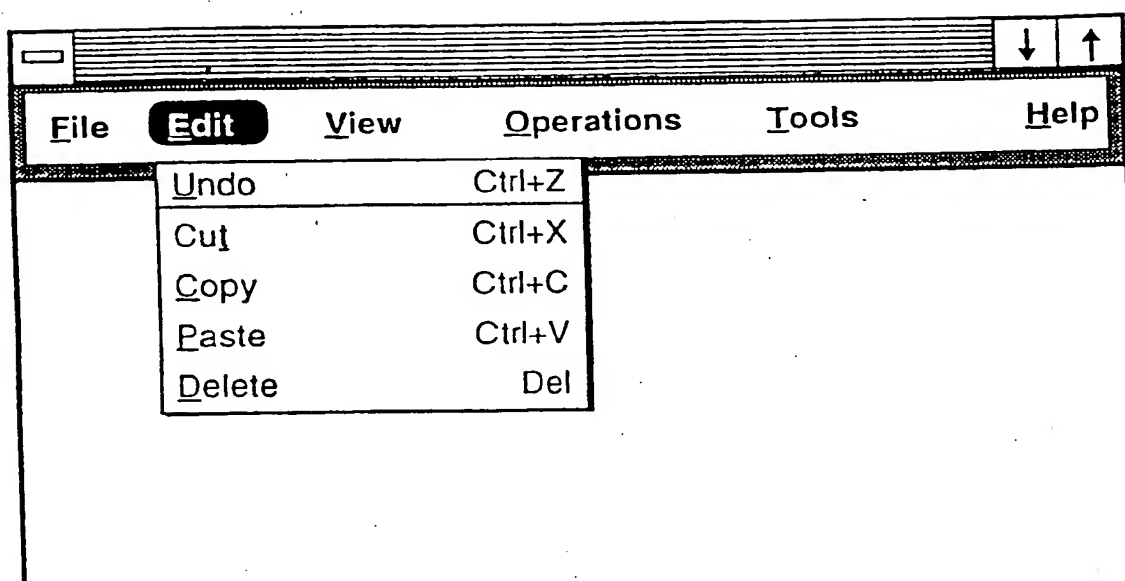 File Edit View Operations Tools Help
Undo Ctrl+Z
Cut Ctrl+X
Copy Ctrl+C
Paste Ctrl+V
Delete Del